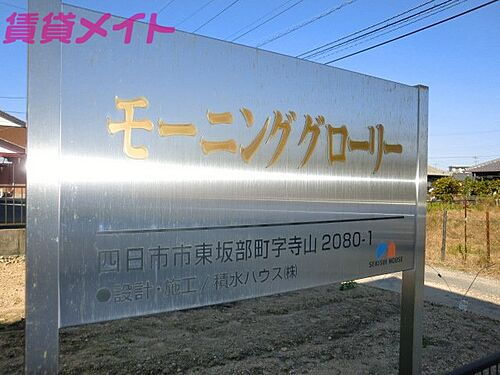 賃貸メイト
モーニンググローリー
四日市市東坂部町字寺山 2080-1
●設計・施工/積水ハウス㈱
SEKISUI HOUSE